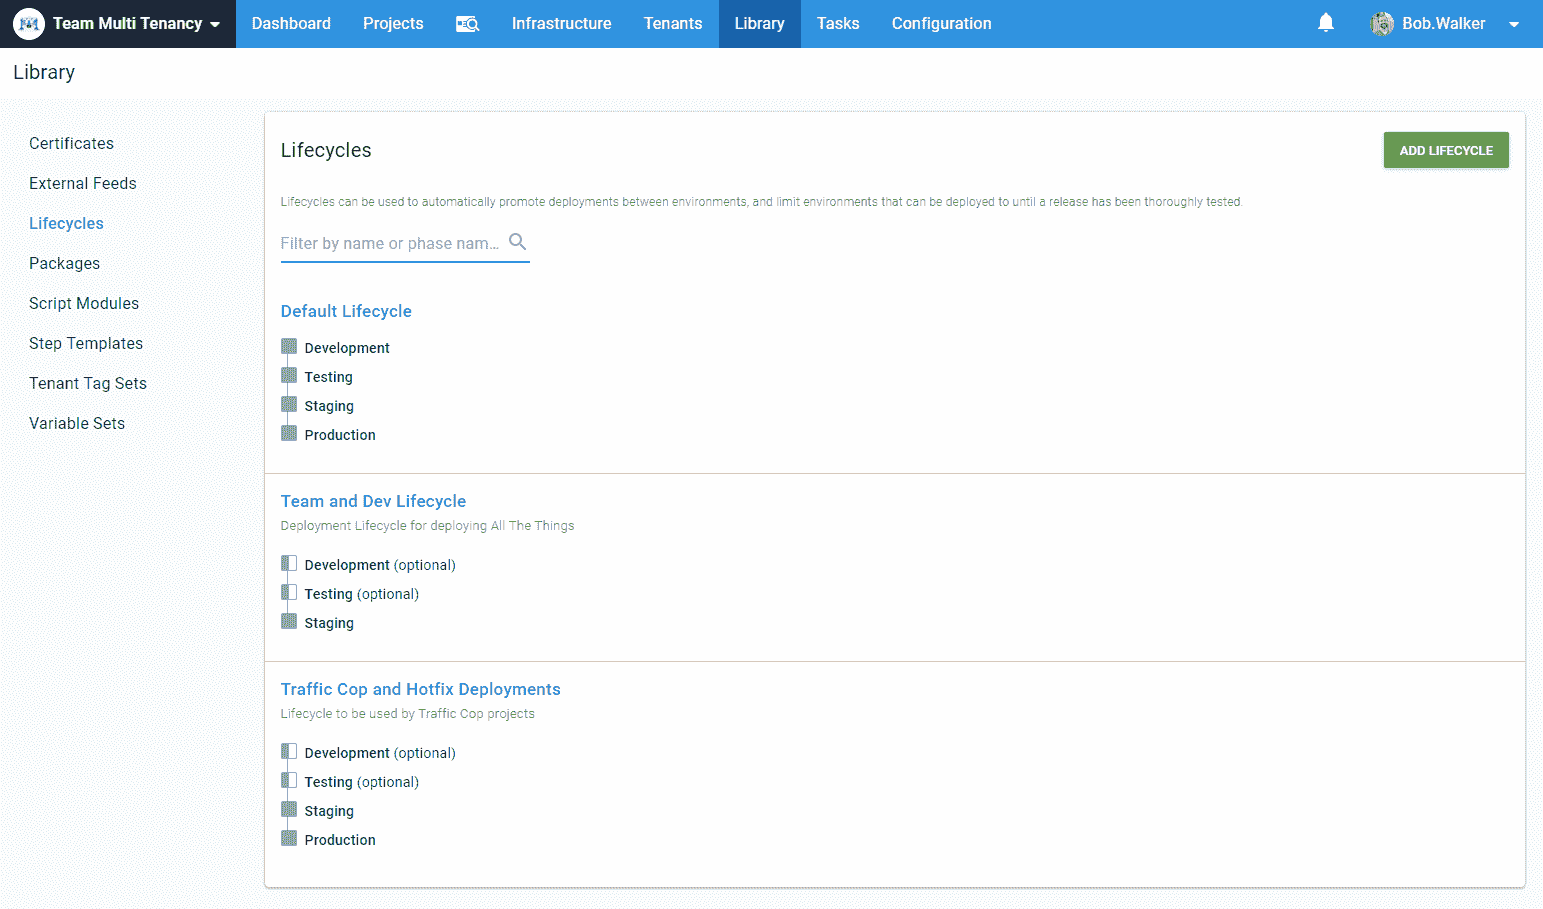 Team Multi Tenancy Dashboard Projects Infrastructure Tenants Library Tasks Configuration Bob.Walker
Library
Certificates
External Feeds
Lifecycles
Packages
Script Modules
Step Templates
Tenant Tag Sets
Variable Sets
Lifecycles
ADD LIFECYCLE
Lifecycles can be used to automatically promote deployments between environments, and limit environments that can be deployed to until a release has been thoroughly tested.
Filter by name or phase nam...
Default Lifecycle
Development
Testing
Staging
Production
Team and Dev Lifecycle
Deployment Lifecycle for deploying All The Things
Development (optional)
Testing (optional)
Staging
Traffic Cop and Hotfix Deployments
Lifecycle to be used by Traffic Cop projects
Development (optional)
Testing (optional)
Staging
Production